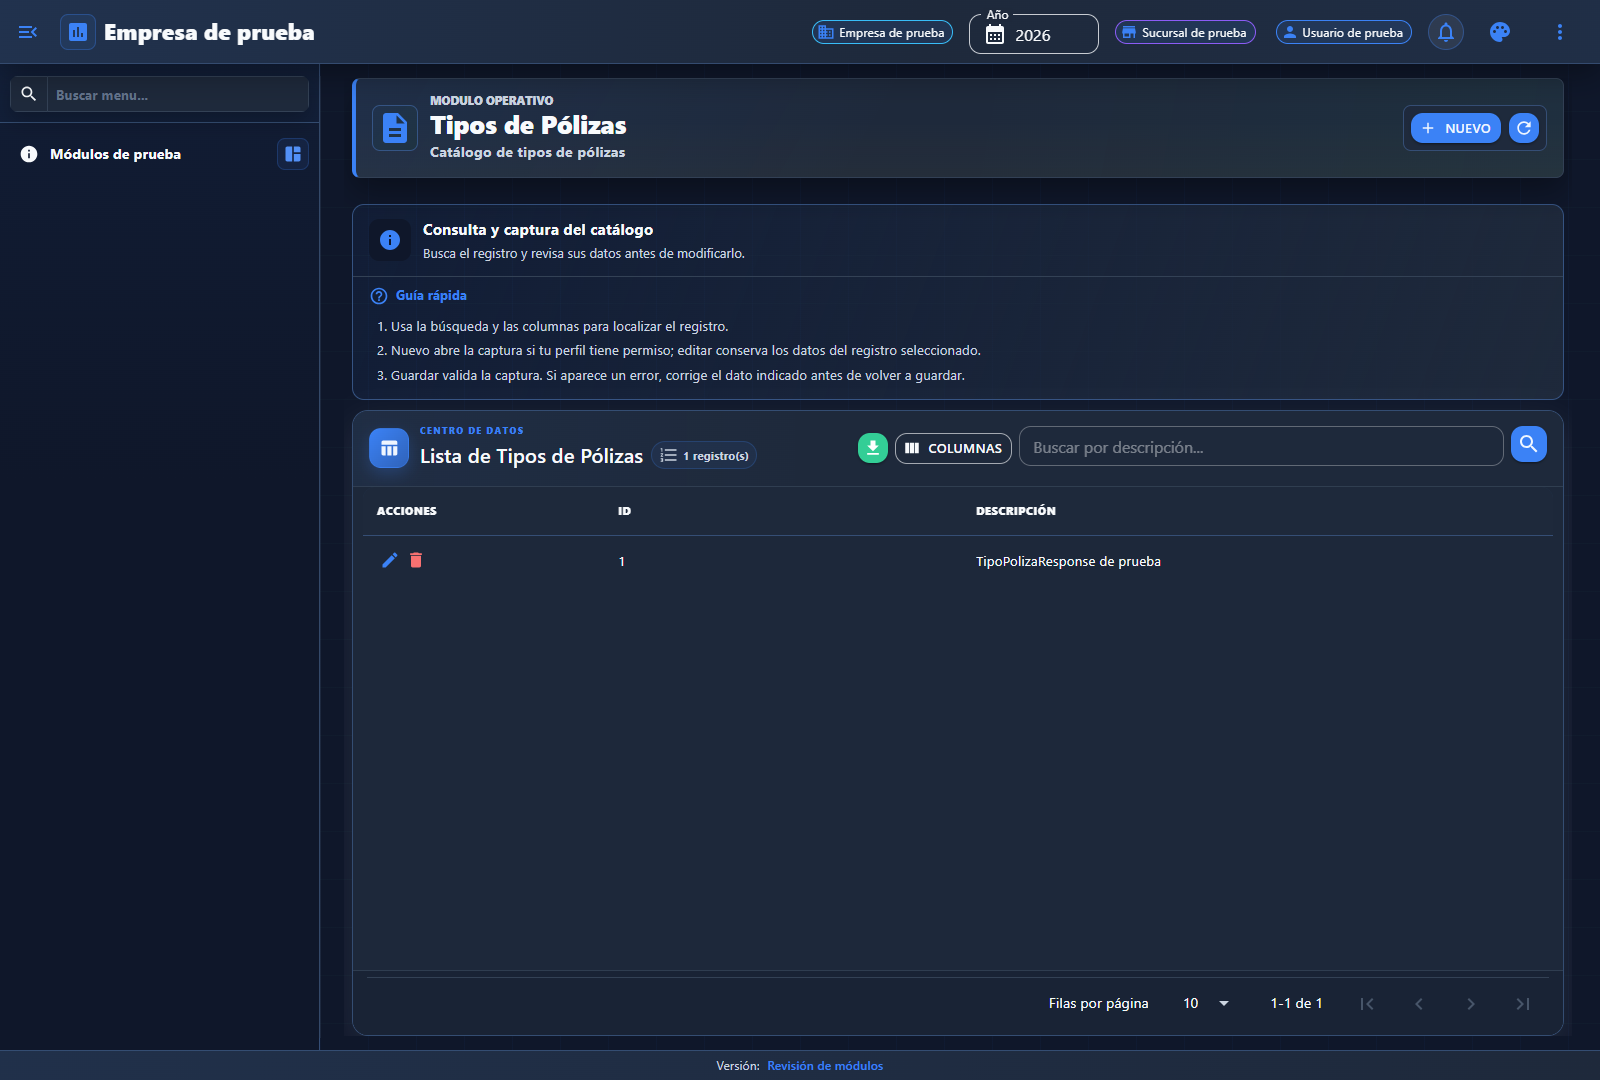 Empresa de prueba
Empresa de prueba
Año
2026
Sucursal de prueba
Usuario de prueba
Buscar menu...
Módulos de prueba
MODULO OPERATIVO
Tipos de Pólizas
Catálogo de tipos de pólizas
NUEVO
Consulta y captura del catálogo
Busca el registro y revisa sus datos antes de modificarlo.
Guía rápida
1. Usa la búsqueda y las columnas para localizar el registro.
2. Nuevo abre la captura si tu perfil tiene permiso; editar conserva los datos del registro seleccionado.
3. Guardar valida la captura. Si aparece un error, corrige el dato indicado antes de volver a guardar.
CENTRO DE DATOS
Lista de Tipos de Pólizas
1 registro(s)
COLUMNAS
Buscar por descripción...
ACCIONES ID DESCRIPCIÓN
1 TipoPolizaResponse de prueba
Filas por página 10 1-1 de 1
Versión: Revisión de módulos